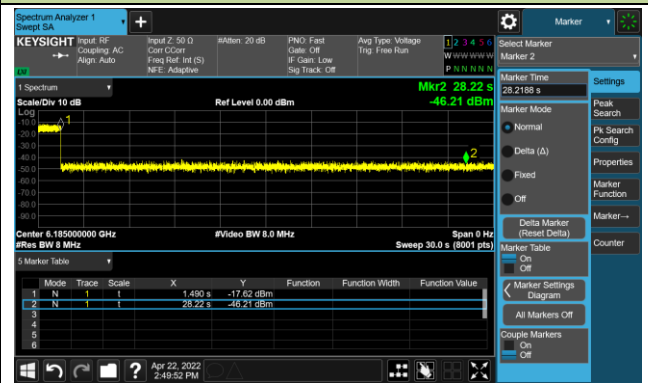 Spectrum Analyzer 1
Swept SA
+
Marker
KEYSIGHT
Input: RF
Coupling: AC
Align: Auto
Input Z: 50 Ω
Corr CCorr
Freq Ref: Int (S)
NFE: Adaptive
#Atten: 20 dB
PNO: Fast
Gate: Off
IF Gain: Low
Sig Track: Off
Avg Type: Voltage
Trig: Free Run
1 2 3 4 5 6
W W W W W W
P N N N N N
LXI
Select Marker
Marker 2
1 Spectrum
Mkr2 28.22 s
Scale/Div 10 dB
Ref Level 0.00 dBm
-46.21 dBm
Log
-10.0
-20.0
-30.0
-40.0
-50.0
-60.0
-70.0
-80.0
-90.0
1
2
Center 6.185000000 GHz
#Video BW 8.0 MHz
Span 0 Hz
#Res BW 8 MHz
Sweep 30.0 s (8001 pts)
5 Marker Table
Mode Trace Scale X Y Function Function Width Function Value
1 N 1 t 1.490 s -17.62 dBm
2 N 1 t 28.22 s -46.21 dBm
3
4
5
6
Marker Time
28.2188 s
Marker Mode
Normal
Delta (Δ)
Fixed
Off
Delta Marker
(Reset Delta)
Marker Table
On
Off
Marker Settings
Diagram
All Markers Off
Couple Markers
On
Off
Settings
Peak
Search
Pk Search
Config
Properties
Marker
Function
Marker→
Counter
?
Apr 22, 2022
2:49:52 PM